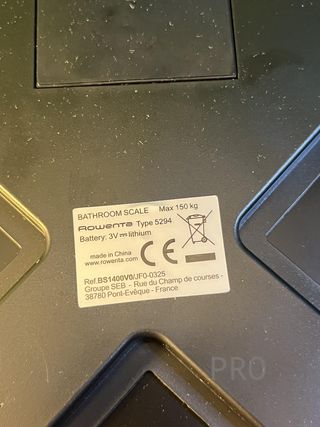 BATHROOM SCALE Max 150 kg
Rowenta Type 5294
Battery: 3V⎓lithium
made in China
www.rowenta.com
CE
Ref.BS1400V0/JF0-0325
Groupe SEB - Rue du Champ de courses -
38780 Pont-Evêque - France
PRO